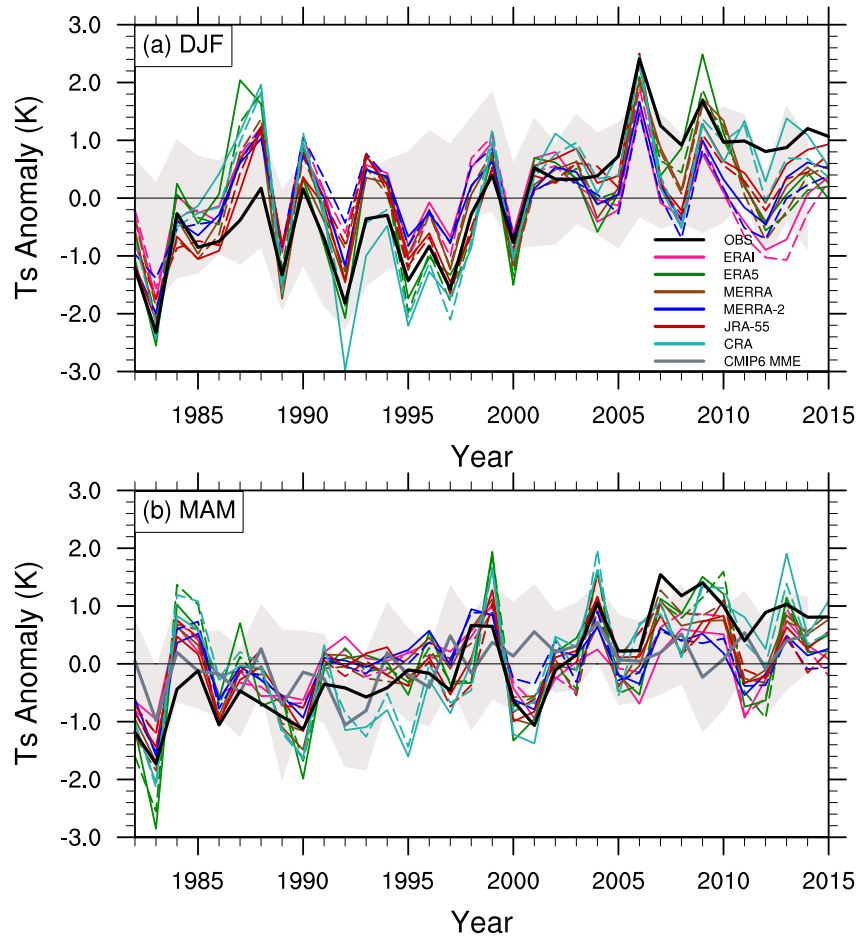 (a) DJF
Ts Anomaly (K)
3.0
2.0
1.0
0.0
-1.0
-2.0
-3.0
OBS
ERAI
ERA5
MERRA
MERRA-2
JRA-55
CRA
CMIP6 MME
1985 1990 1995 2000 2005 2010 2015
Year
(b) MAM
Ts Anomaly (K)
3.0
2.0
1.0
0.0
-1.0
-2.0
-3.0
1985 1990 1995 2000 2005 2010 2015
Year